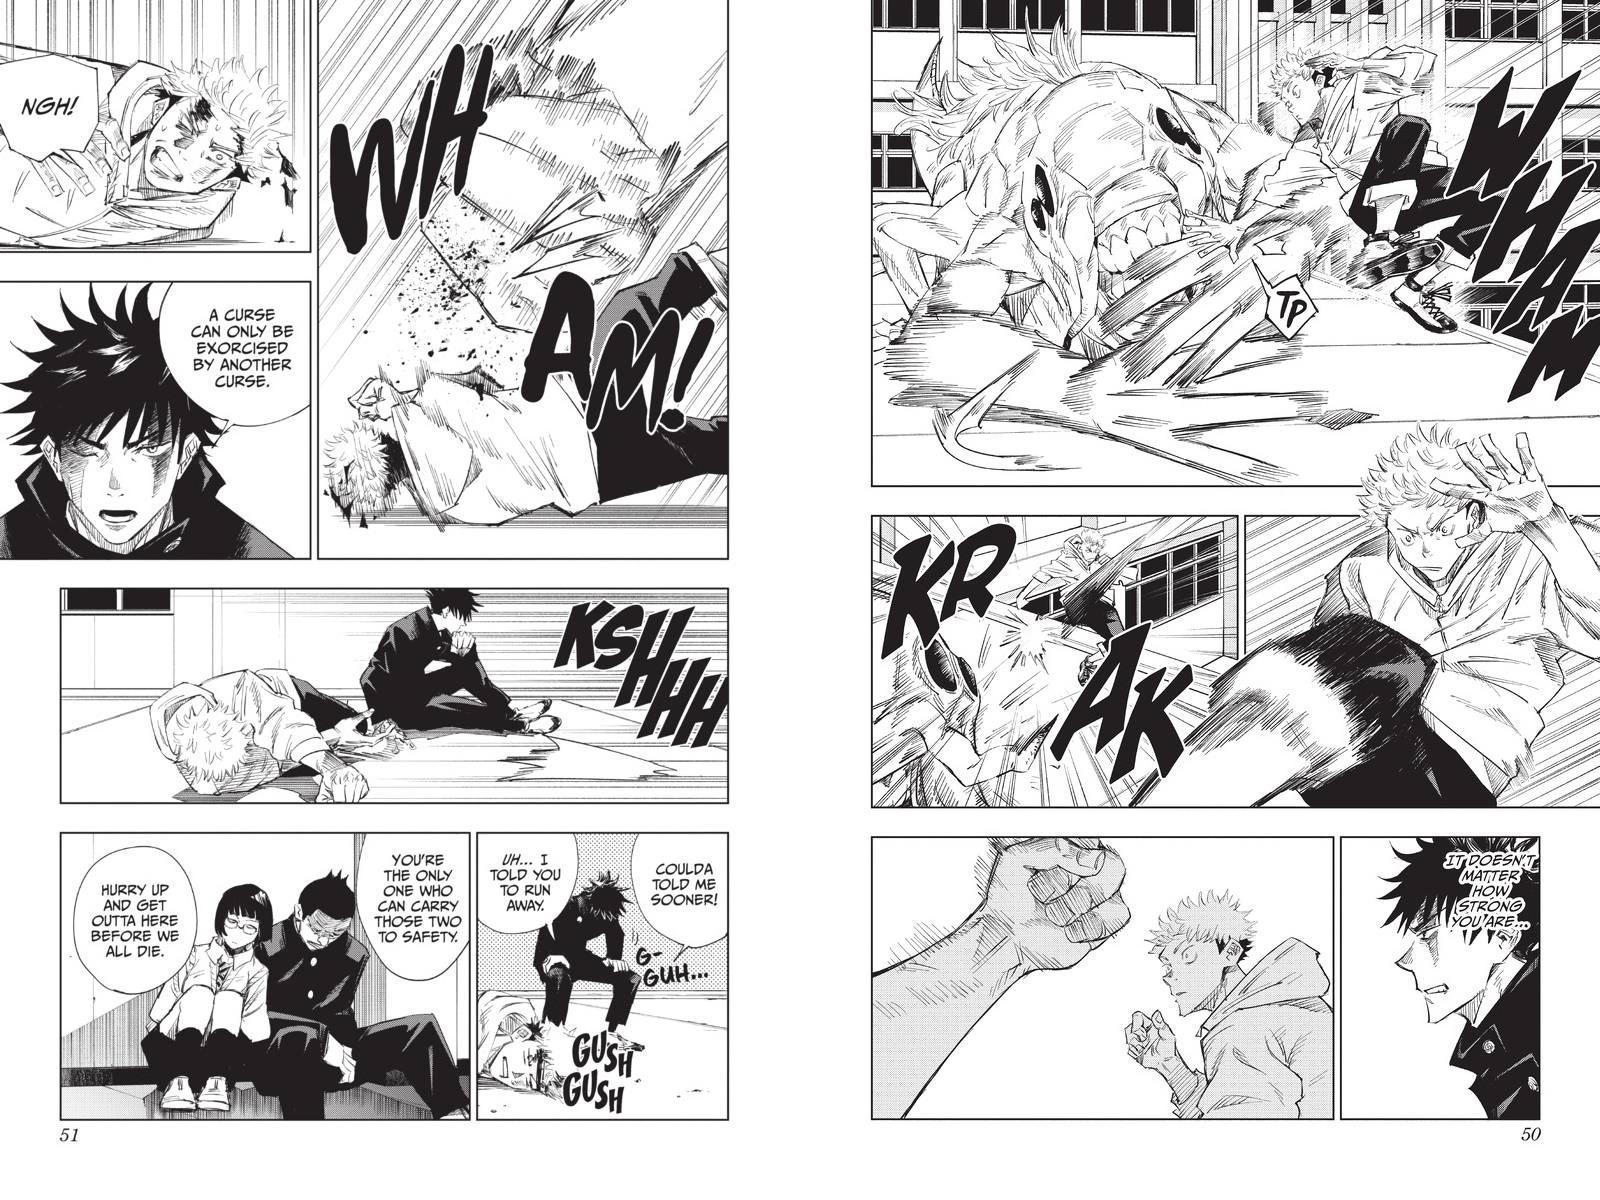 WHAM
TP
KR
AK
IT DOESN'T
MATTER
HOW
STRONG
YOU ARE...
50
WH
AM!
NGH!
A CURSE
CAN ONLY BE
EXORCISED
BY ANOTHER
CURSE.
KSHHHH
COULDA
TOLD ME
SOONER!
G-
GUH...
UH... I
TOLD YOU
TO RUN
AWAY.
GUSH
GUSH
YOU'RE
THE ONLY
ONE WHO
CAN CARRY
THOSE TWO
TO SAFETY.
HURRY UP
AND GET
OUTTA HERE
BEFORE WE
ALL DIE.
51